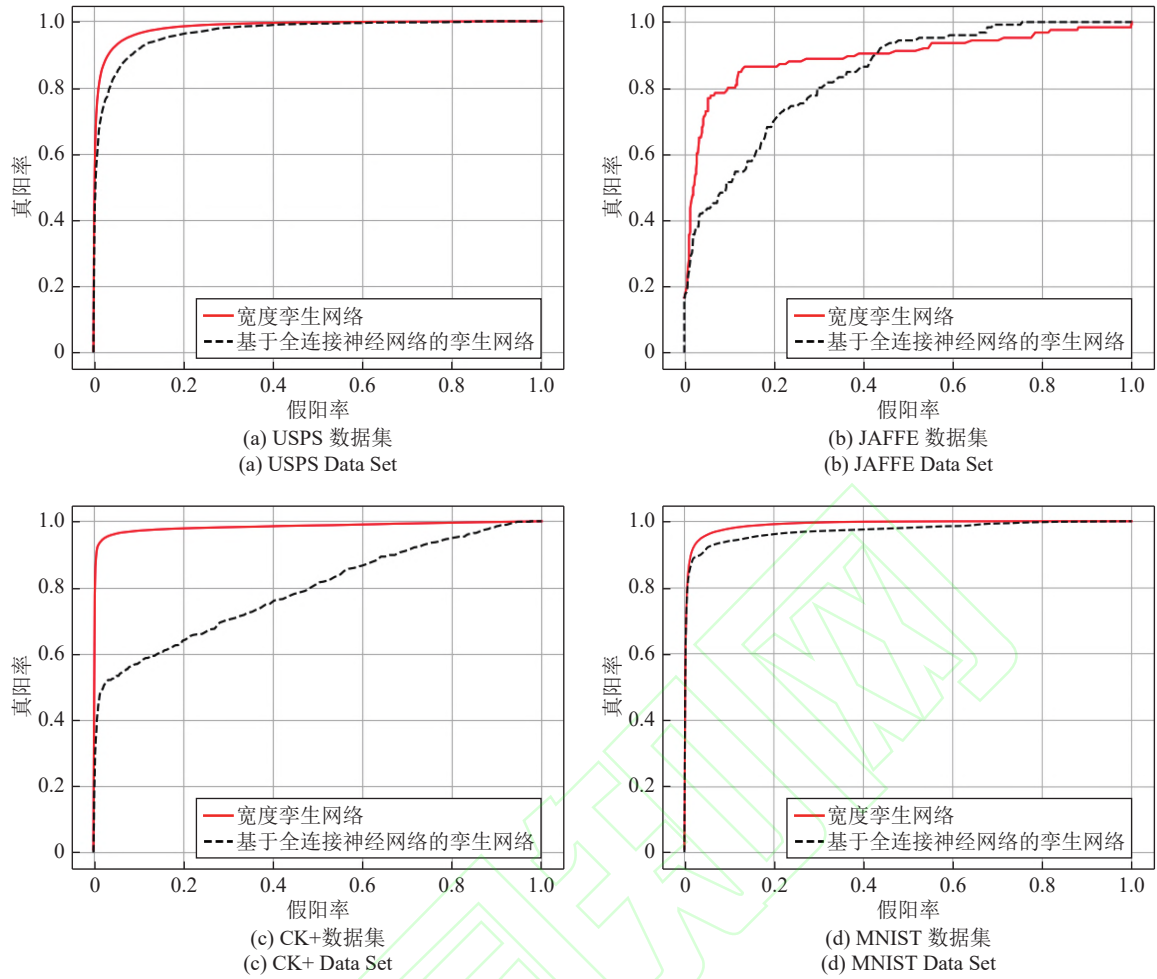 1.0
0.8
0.6
0.4
0.2
0
真阳率
宽度孪生网络
基于全连接神经网络的孪生网络
0 0.2 0.4 0.6 0.8 1.0
假阳率
(a) USPS 数据集
(a) USPS Data Set
1.0
0.8
0.6
0.4
0.2
0
真阳率
宽度孪生网络
基于全连接神经网络的孪生网络
0 0.2 0.4 0.6 0.8 1.0
假阳率
(b) JAFFE 数据集
(b) JAFFE Data Set
1.0
0.8
0.6
0.4
0.2
0
真阳率
宽度孪生网络
基于全连接神经网络的孪生网络
0 0.2 0.4 0.6 0.8 1.0
假阳率
(c) CK+数据集
(c) CK+ Data Set
1.0
0.8
0.6
0.4
0.2
0
真阳率
宽度孪生网络
基于全连接神经网络的孪生网络
0 0.2 0.4 0.6 0.8 1.0
假阳率
(d) MNIST 数据集
(d) MNIST Data Set